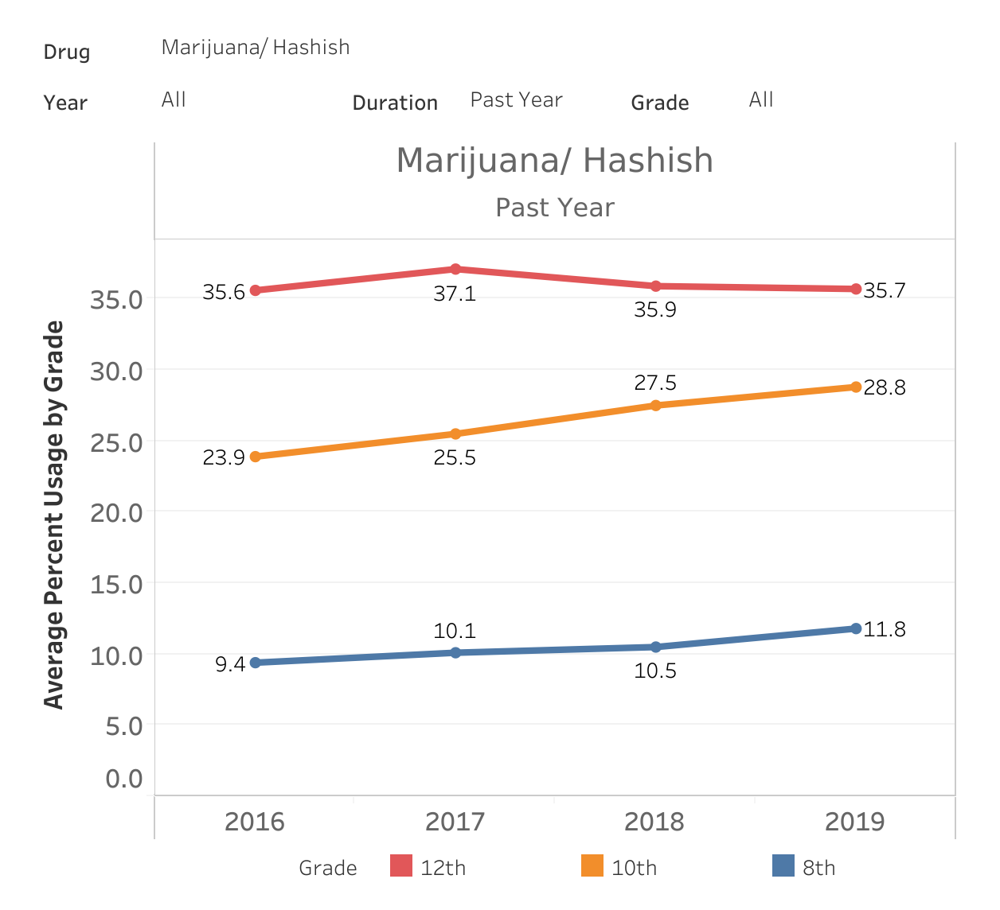 Drug Marijuana/ Hashish
Year All Duration Past Year Grade All
Marijuana/ Hashish
Past Year
Average Percent Usage by Grade
35.0
30.0
25.0
20.0
15.0
10.0
5.0
0.0
35.6 37.1 35.9 35.7
23.9 25.5 27.5 28.8
9.4 10.1 10.5 11.8
2016 2017 2018 2019
Grade 12th 10th 8th